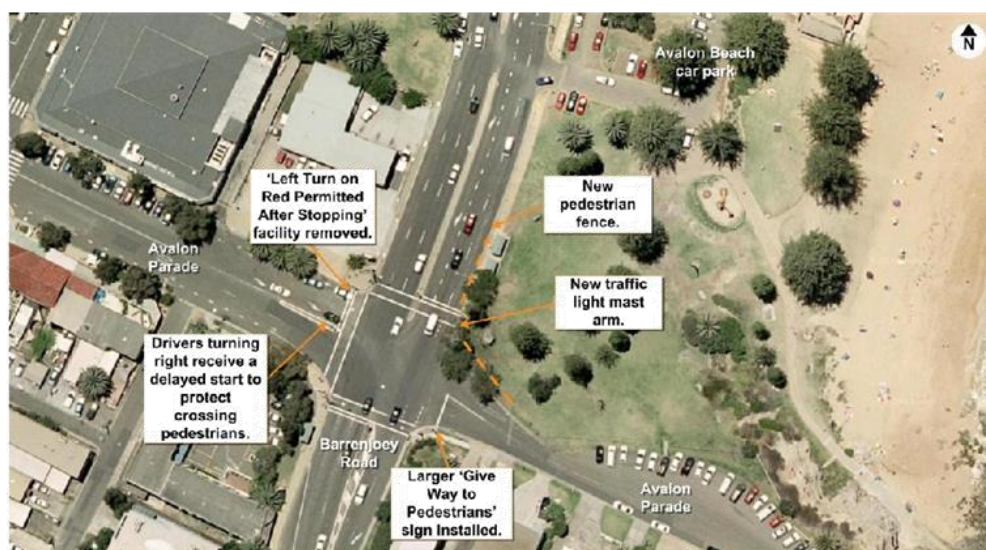 N
Avalon Beach
car park
'Left Turn on
Red Permitted
After Stopping'
facility removed.
New
pedestrian
fence.
Avalon
Parade
New traffic
light mast
arm.
Drivers turning
right receive a
delayed start to
protect
crossing
pedestrians.
Barrenjoey
Road
Larger 'Give
Way to
Pedestrians'
sign installed.
Avalon
Parade